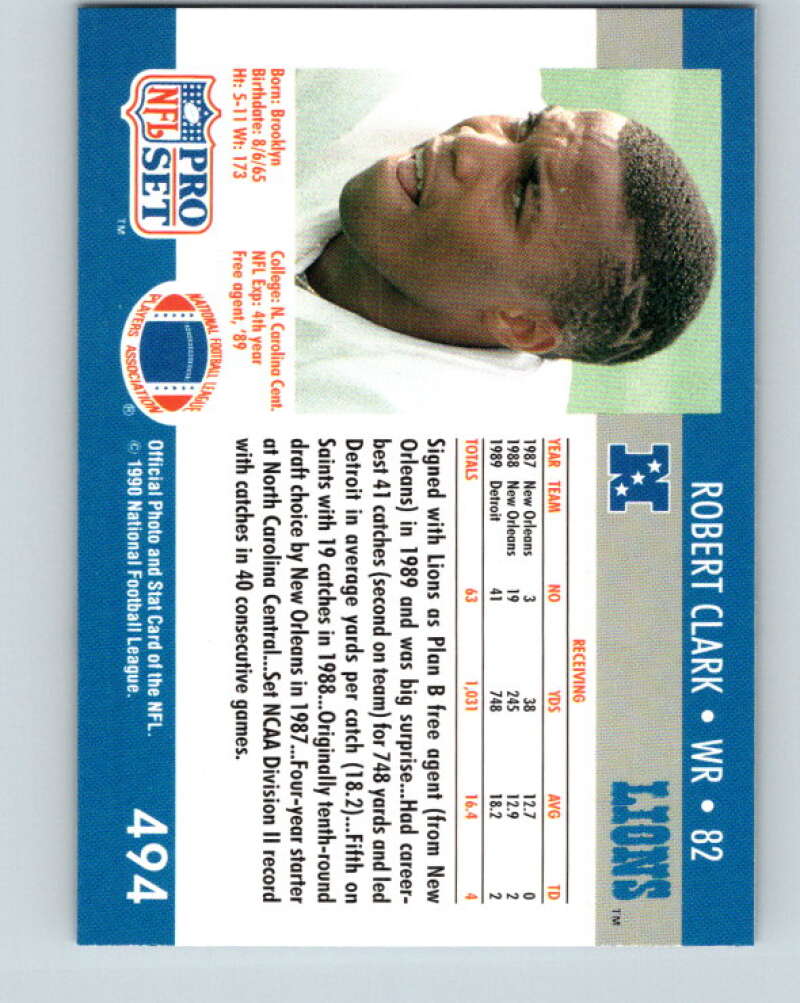 ROBERT CLARK • WR • 82
LIONS
TM
N
RECEIVING
YEAR TEAM NO YDS AVG TD
1987 New Orleans 3 38 12.7 0
1988 New Orleans 19 245 12.9 2
1989 Detroit 41 748 18.2 2
TOTALS 63 1,031 16.4 4
Signed with Lions as Plan B free agent (from New
Orleans) in 1989 and was big surprise...Had career-
best 41 catches (second on team) for 748 yards and led
Detroit in average yards per catch (18.2)...Fifth on
Saints with 19 catches in 1988...Originally tenth-round
draft choice by New Orleans in 1987...Four-year starter
at North Carolina Central...Set NCAA Division II record
with catches in 40 consecutive games.
Born: Brooklyn
Birthdate: 8/6/65
Ht: 5-11 Wt: 173
College: N. Carolina Cent.
NFL Exp: 4th year
Free agent, '89
PRO
NFL SET
TM
NATIONAL FOOTBALL LEAGUE
PLAYERS ASSOCIATION
®
Official Photo and Stat Card of the NFL.
© 1990 National Football League.
494